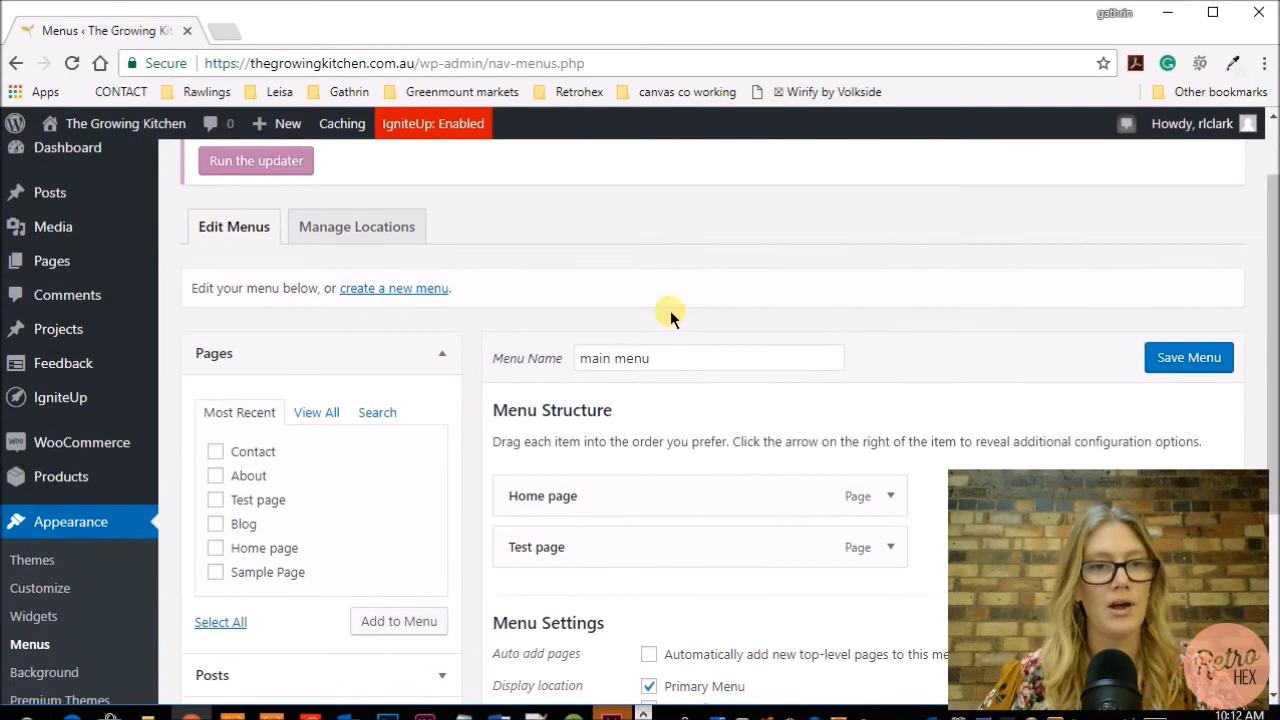 gathrin
Menus ‹ The Growing Kit
Secure https://thegrowingkitchen.com.au/wp-admin/nav-menus.php
Apps CONTACT Rawlings Leisa Gathrin Greenmount markets Retrohex canvas co working Wirify by Volkside Other bookmarks
The Growing Kitchen 0 New Caching IgniteUp: Enabled Howdy, rlclark
Dashboard
Posts
Media
Pages
Comments
Projects
Feedback
IgniteUp
WooCommerce
Products
Appearance
Themes
Customize
Widgets
Menus
Background
Premium Themes
Run the updater
Edit Menus Manage Locations
Edit your menu below, or create a new menu.
Pages
Most Recent View All Search
Contact
About
Test page
Blog
Home page
Sample Page
Select All Add to Menu
Posts
Menu Name main menu Save Menu
Menu Structure
Drag each item into the order you prefer. Click the arrow on the right of the item to reveal additional configuration options.
Home page Page
Test page Page
Menu Settings
Auto add pages Automatically add new top-level pages to this me
Display location Primary Menu
Retro
HEX
10:12 AM